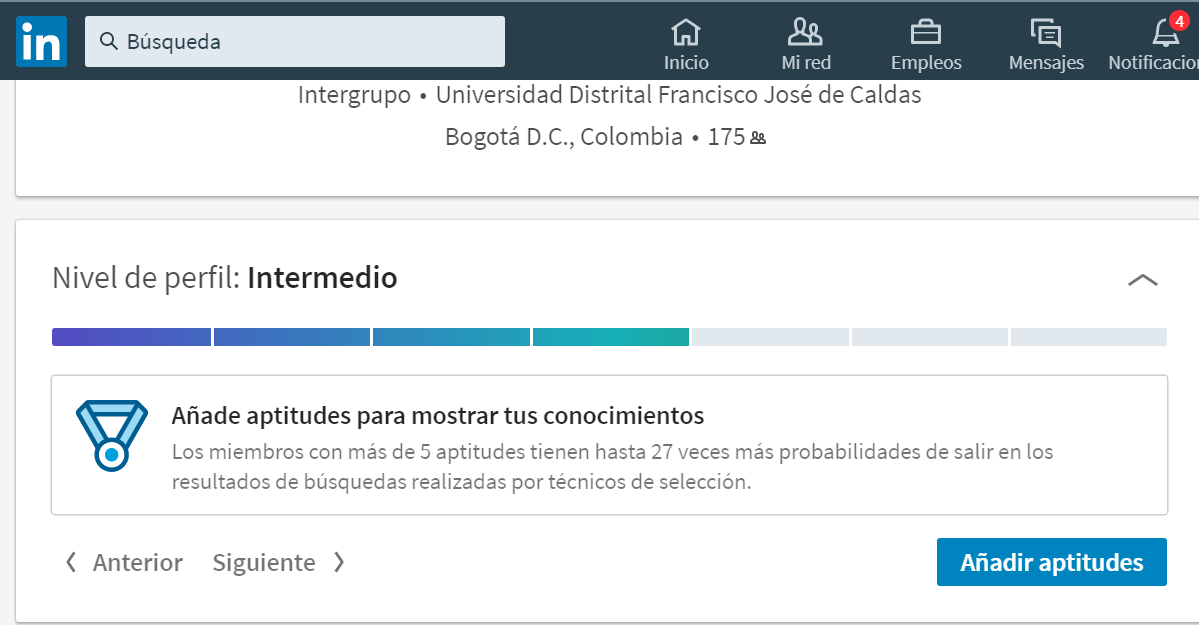 in
Búsqueda
Inicio
Mi red
Empleos
Mensajes
4
Notificacion
Intergrupo • Universidad Distrital Francisco José de Caldas
Bogotá D.C., Colombia • 175
Nivel de perfil: Intermedio
Añade aptitudes para mostrar tus conocimientos
Los miembros con más de 5 aptitudes tienen hasta 27 veces más probabilidades de salir en los
resultados de búsquedas realizadas por técnicos de selección.
Anterior Siguiente
Añadir aptitudes